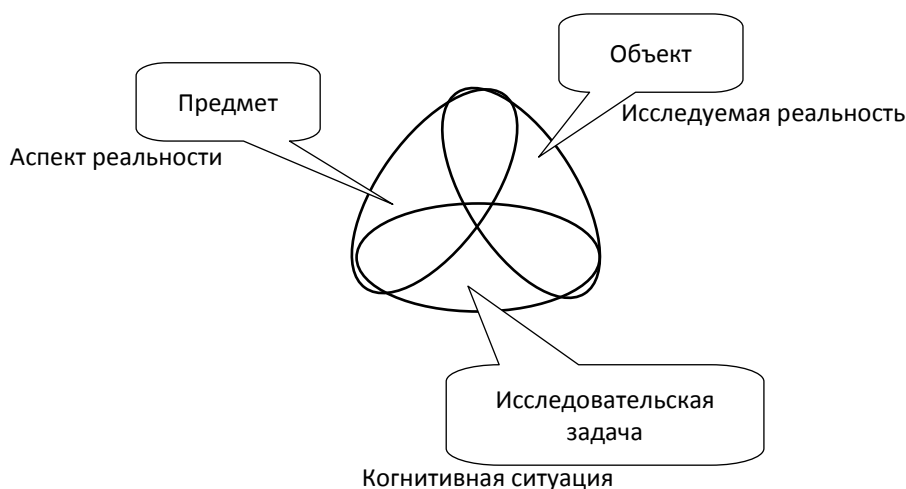 Объект
Предмет
Исследуемая реальность
Аспект реальности
Исследовательская
задача
Когнитивная ситуация